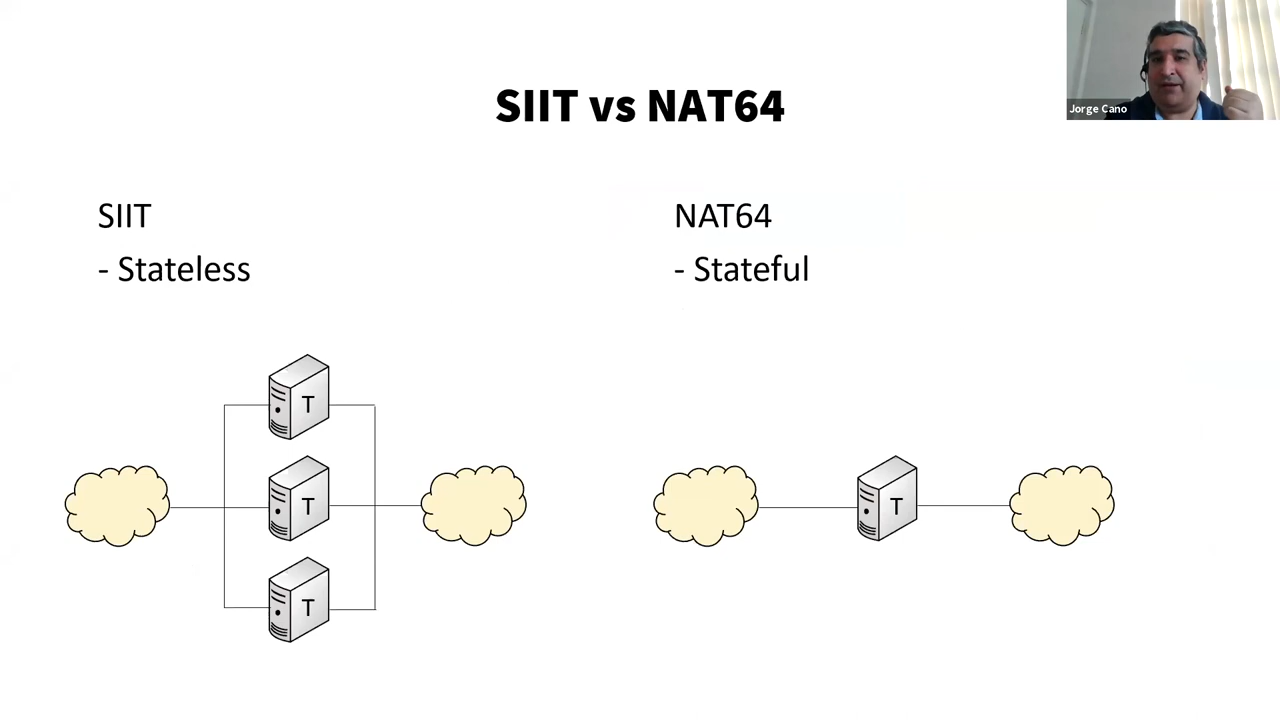 Jorge Cano
SIIT vs NAT64
SIIT
- Stateless
NAT64
- Stateful
T
T
T
T